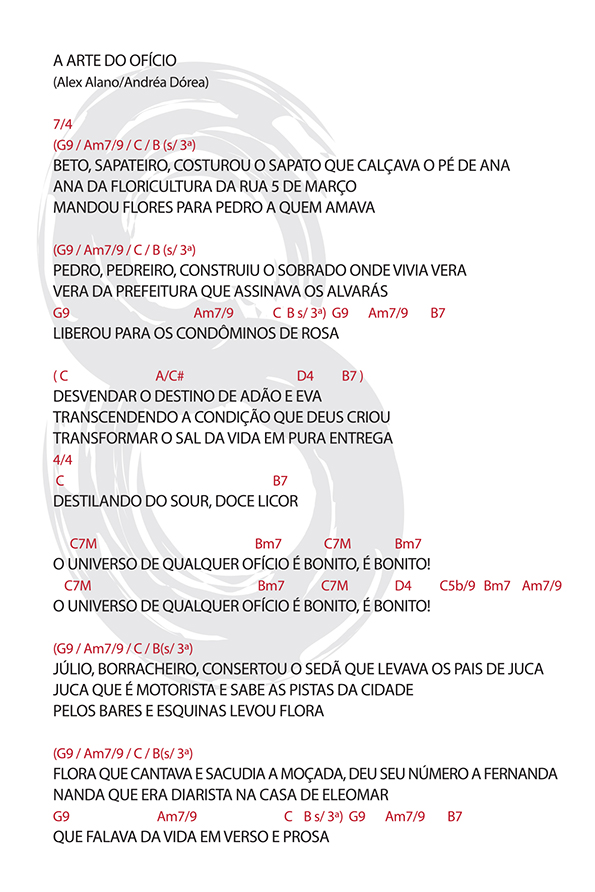 A ARTE DO OFÍCIO
(Alex Alano/Andréa Dórea)
7/4
(G9 / Am7/9 / C / B (s/ 3ª)
BETO, SAPATEIRO, COSTUROU O SAPATO QUE CALÇAVA O PÉ DE ANA
ANA DA FLORICULTURA DA RUA 5 DE MARÇO
MANDOU FLORES PARA PEDRO A QUEM AMAVA
(G9 / Am7/9 / C / B (s/ 3ª)
PEDRO, PEDREIRO, CONSTRUIU O SOBRADO ONDE VIVIA VERA
VERA DA PREFEITURA QUE ASSINAVA OS ALVARÁS
G9 Am7/9 C B s/ 3ª) G9 Am7/9 B7
LIBEROU PARA OS CONDÔMINOS DE ROSA
( C A/C# D4 B7 )
DESVENDAR O DESTINO DE ADÃO E EVA
TRANSCENDENDO A CONDIÇÃO QUE DEUS CRIOU
TRANSFORMAR O SAL DA VIDA EM PURA ENTREGA
4/4
C B7
DESTILANDO DO SOUR, DOCE LICOR
C7M Bm7 C7M Bm7
O UNIVERSO DE QUALQUER OFÍCIO É BONITO, É BONITO!
C7M Bm7 C7M D4 C5b/9 Bm7 Am7/9
O UNIVERSO DE QUALQUER OFÍCIO É BONITO, É BONITO!
(G9 / Am7/9 / C / B(s/ 3ª)
JÚLIO, BORRACHEIRO, CONSERTOU O SEDÃ QUE LEVAVA OS PAIS DE JUCA
JUCA QUE É MOTORISTA E SABE AS PISTAS DA CIDADE
PELOS BARES E ESQUINAS LEVOU FLORA
(G9 / Am7/9 / C / B(s/ 3ª)
FLORA QUE CANTAVA E SACUDIA A MOÇADA, DEU SEU NÚMERO A FERNANDA
NANDA QUE ERA DIARISTA NA CASA DE ELEOMAR
G9 Am7/9 C B s/ 3ª) G9 Am7/9 B7
QUE FALAVA DA VIDA EM VERSO E PROSA